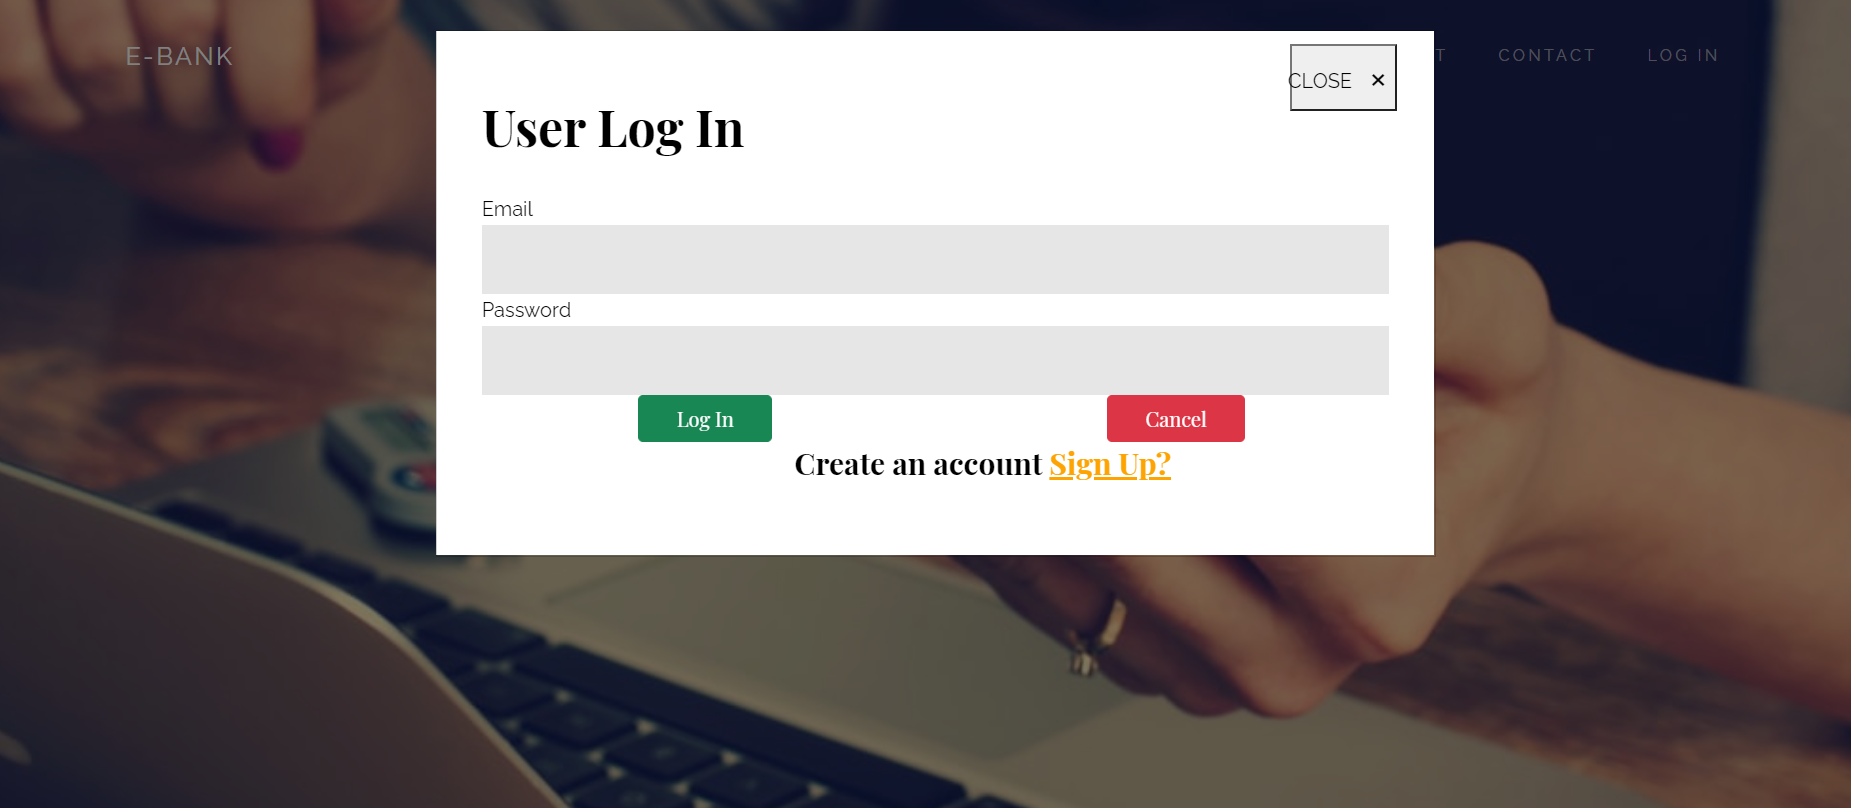 E-BANK
T CONTACT LOG IN
CLOSE ✕
User Log In
Email
Password
Log In Cancel
Create an account Sign Up?